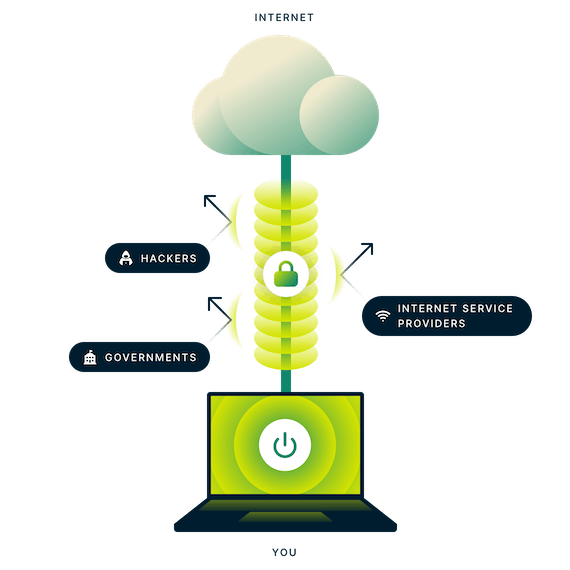 INTERNET
HACKERS
INTERNET SERVICE
PROVIDERS
GOVERNMENTS
YOU